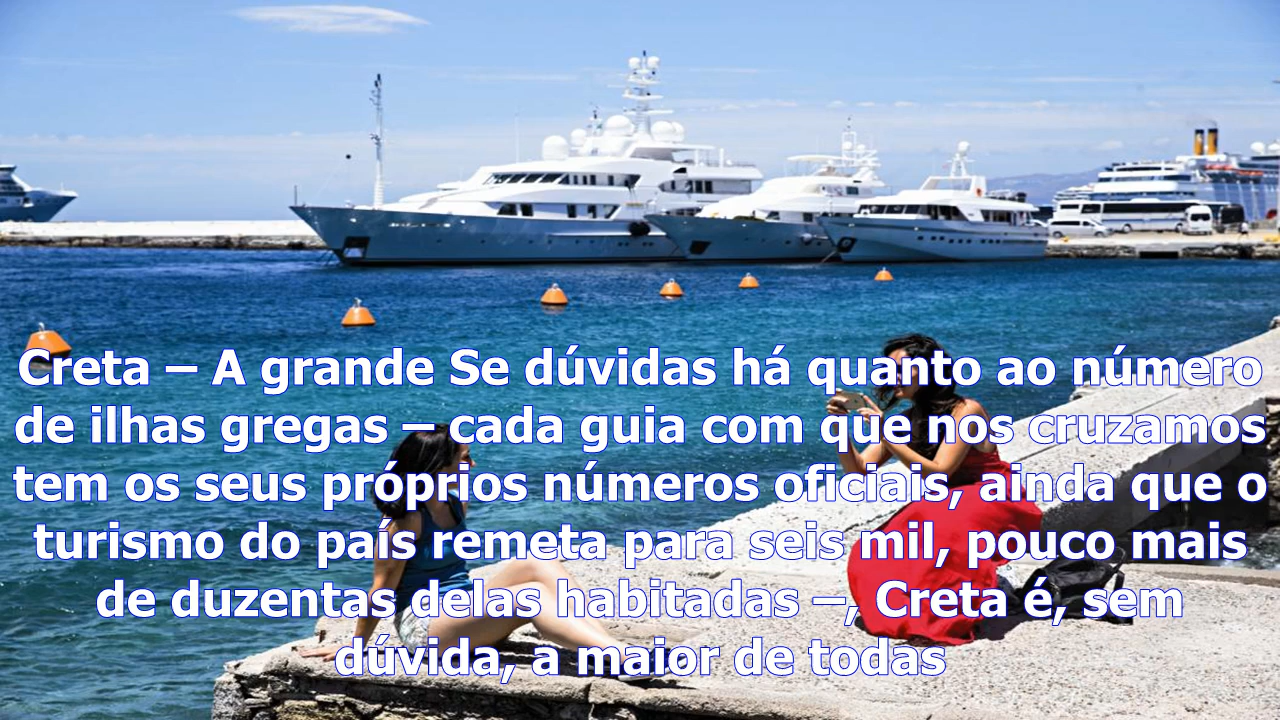 Creta – A grande Se dúvidas há quanto ao número
de ilhas gregas – cada guia com que nos cruzamos
tem os seus próprios números oficiais, ainda que o
turismo do país remeta para seis mil, pouco mais
de duzentas delas habitadas –, Creta é, sem
dúvida, a maior de todas